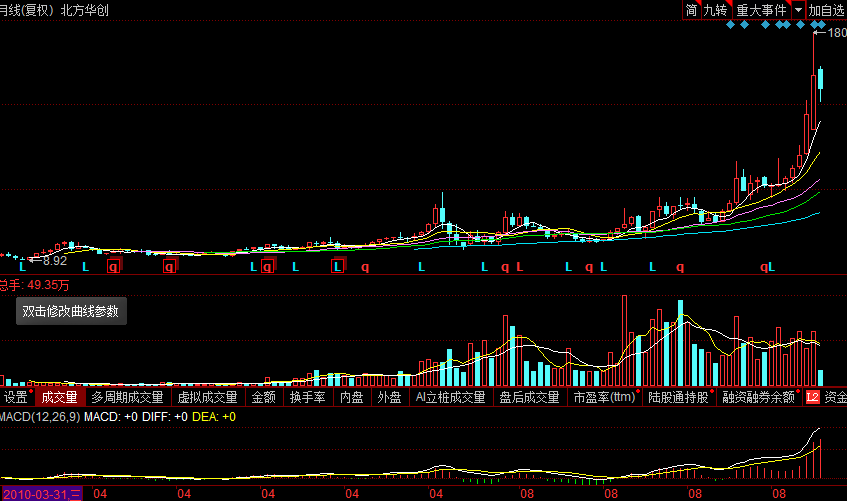 月线(复权) 北方华创 简 九转 重大事件 加自选
180
8.92
L L q q L q L L q L L q L L q L L q qL
总手: 49.35万
双击修改曲线参数
设置 成交量 多周期成交量 虚拟成交量 金额 换手率 内盘 外盘 AI立桩成交量 盘后成交量 市盈率(ttm) 陆股通持股 融资融券余额 L2 资金
MACD(12,26,9) MACD: +0 DIFF: +0 DEA: +0
2010-03-31,三 04 04 04 04 04 08 08 08 08